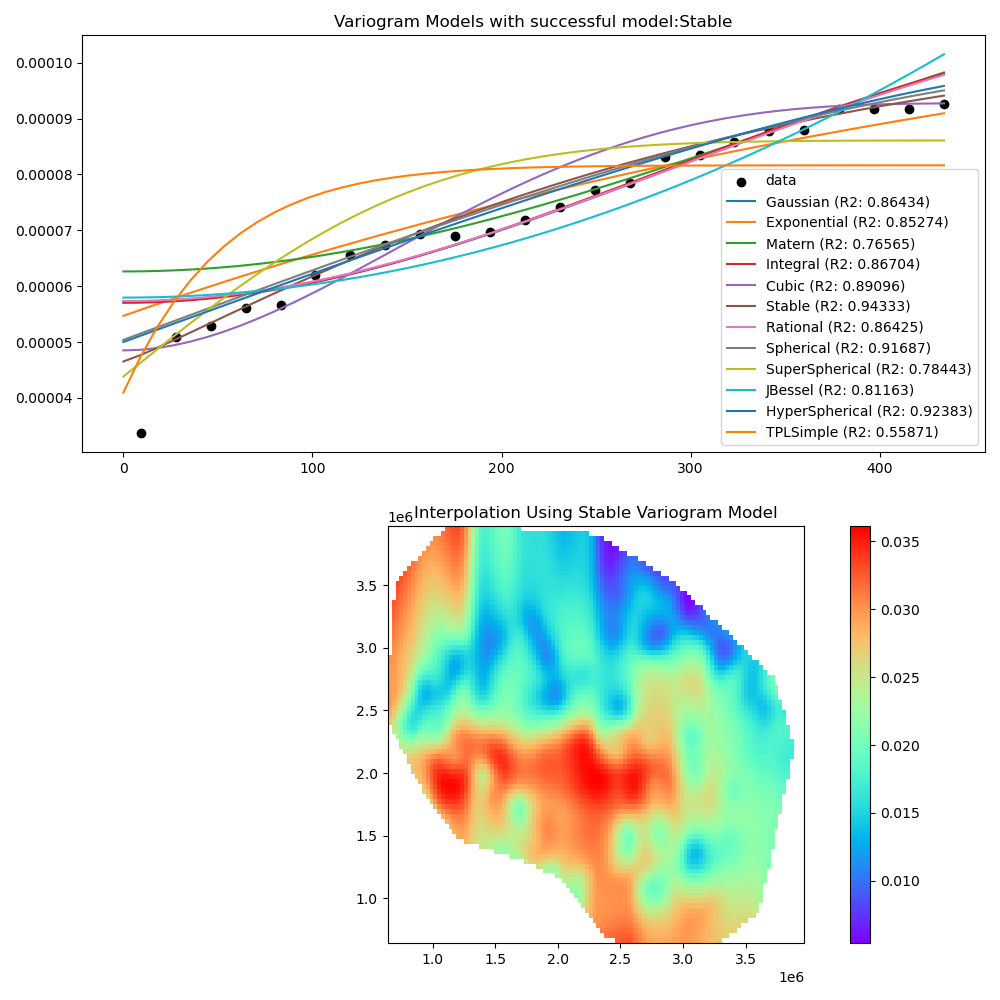 Variogram Models with successful model:Stable
0.00010
0.00009
0.00008
0.00007
0.00006
0.00005
0.00004
data
Gaussian (R2: 0.86434)
Exponential (R2: 0.85274)
Matern (R2: 0.76565)
Integral (R2: 0.86704)
Cubic (R2: 0.89096)
Stable (R2: 0.94333)
Rational (R2: 0.86425)
Spherical (R2: 0.91687)
SuperSpherical (R2: 0.78443)
JBessel (R2: 0.81163)
HyperSpherical (R2: 0.92383)
TPLSimple (R2: 0.55871)
0 100 200 300 400
1e6 Interpolation Using Stable Variogram Model
3.5
3.0
2.5
2.0
1.5
1.0
1.0 1.5 2.0 2.5 3.0 3.5
1e6
0.035
0.030
0.025
0.020
0.015
0.010